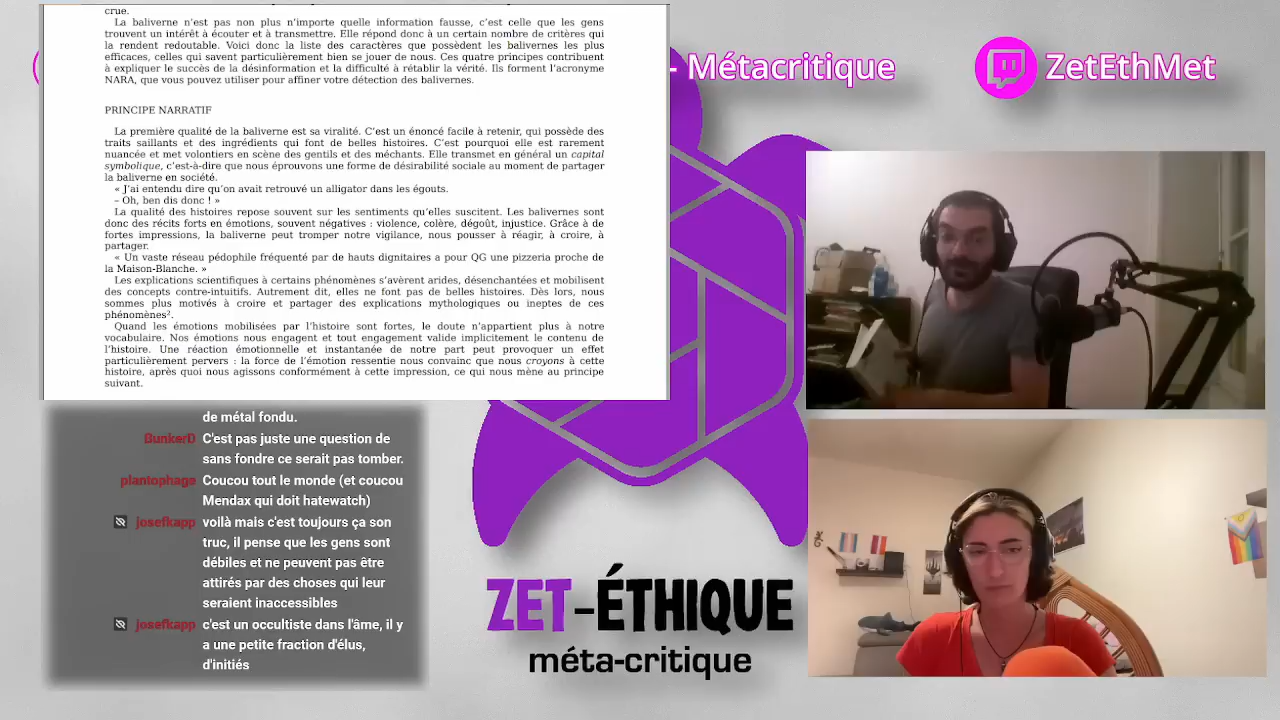 crue.
La baliverne n'est pas non plus n'importe quelle information fausse, c'est celle que les gens
trouvent un intérêt à écouter et à transmettre. Elle répond donc à un certain nombre de critères qui
la rendent redoutable. Voici donc la liste des caractères que possèdent les balivernes les plus
efficaces, celles qui savent particulièrement bien se jouer de nous. Ces quatre principes contribuent
à expliquer le succès de la désinformation et la difficulté à rétablir la vérité. Ils forment l'acronyme
NARA, que vous pouvez utiliser pour affiner votre détection des balivernes.
PRINCIPE NARRATIF
La première qualité de la baliverne est sa viralité. C'est un énoncé facile à retenir, qui possède des
traits saillants et des ingrédients qui font de belles histoires. C'est pourquoi elle est rarement
nuancée et met volontiers en scène des gentils et des méchants. Elle transmet en général un capital
symbolique, c'est-à-dire que nous éprouvons une forme de désirabilité sociale au moment de partager
la baliverne en société.
« J'ai entendu dire qu'on avait retrouvé un alligator dans les égouts.
– Oh, ben dis donc ! »
La qualité des histoires repose souvent sur les sentiments qu'elles suscitent. Les balivernes sont
donc des récits forts en émotions, souvent négatives : violence, colère, dégoût, injustice. Grâce à de
fortes impressions, la baliverne peut tromper notre vigilance, nous pousser à réagir, à croire, à
partager.
« Un vaste réseau pédophile fréquenté par de hauts dignitaires a pour QG une pizzeria proche de
la Maison-Blanche. »
Les explications scientifiques à certains phénomènes s'avèrent arides, désenchantées et mobilisent
des concepts contre-intuitifs. Autrement dit, elles ne font pas de belles histoires. Dès lors, nous
sommes plus motivés à croire et partager des explications mythologiques ou ineptes de ces
phénomènes².
Quand les émotions mobilisées par l'histoire sont fortes, le doute n'appartient plus à notre
vocabulaire. Nos émotions nous engagent et tout engagement valide implicitement le contenu de
l'histoire. Une réaction émotionnelle et instantanée de notre part peut provoquer un effet
particulièrement pervers : la force de l'émotion ressentie nous convainc que nous croyons à cette
histoire, après quoi nous agissons conformément à cette impression, ce qui nous mène au principe
suivant.
- Métacritique
ZetEthMet
de métal fondu.
BunkerD C'est pas juste une question de
sans fondre ce serait pas tomber.
plantophage Coucou tout le monde (et coucou
Mendax qui doit hatewatch)
josefkapp voilà mais c'est toujours ça son
truc, il pense que les gens sont
débiles et ne peuvent pas être
attirés par des choses qui leur
seraient inaccessibles
josefkapp c'est un occultiste dans l'âme, il y
a une petite fraction d'élus,
d'initiés
ZET-ÉTHIQUE
méta-critique